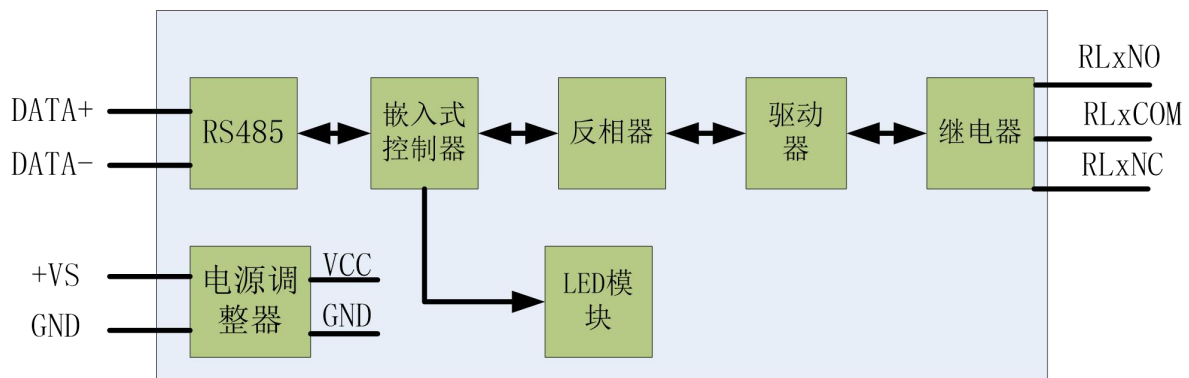 RLxNO
DATA+
RS485
嵌入式
控制器
反相器
驱动
器
继电器
RLxCOM
DATA-
RLxNC
+VS
电源调
整器
VCC
LED模
块
GND
GND